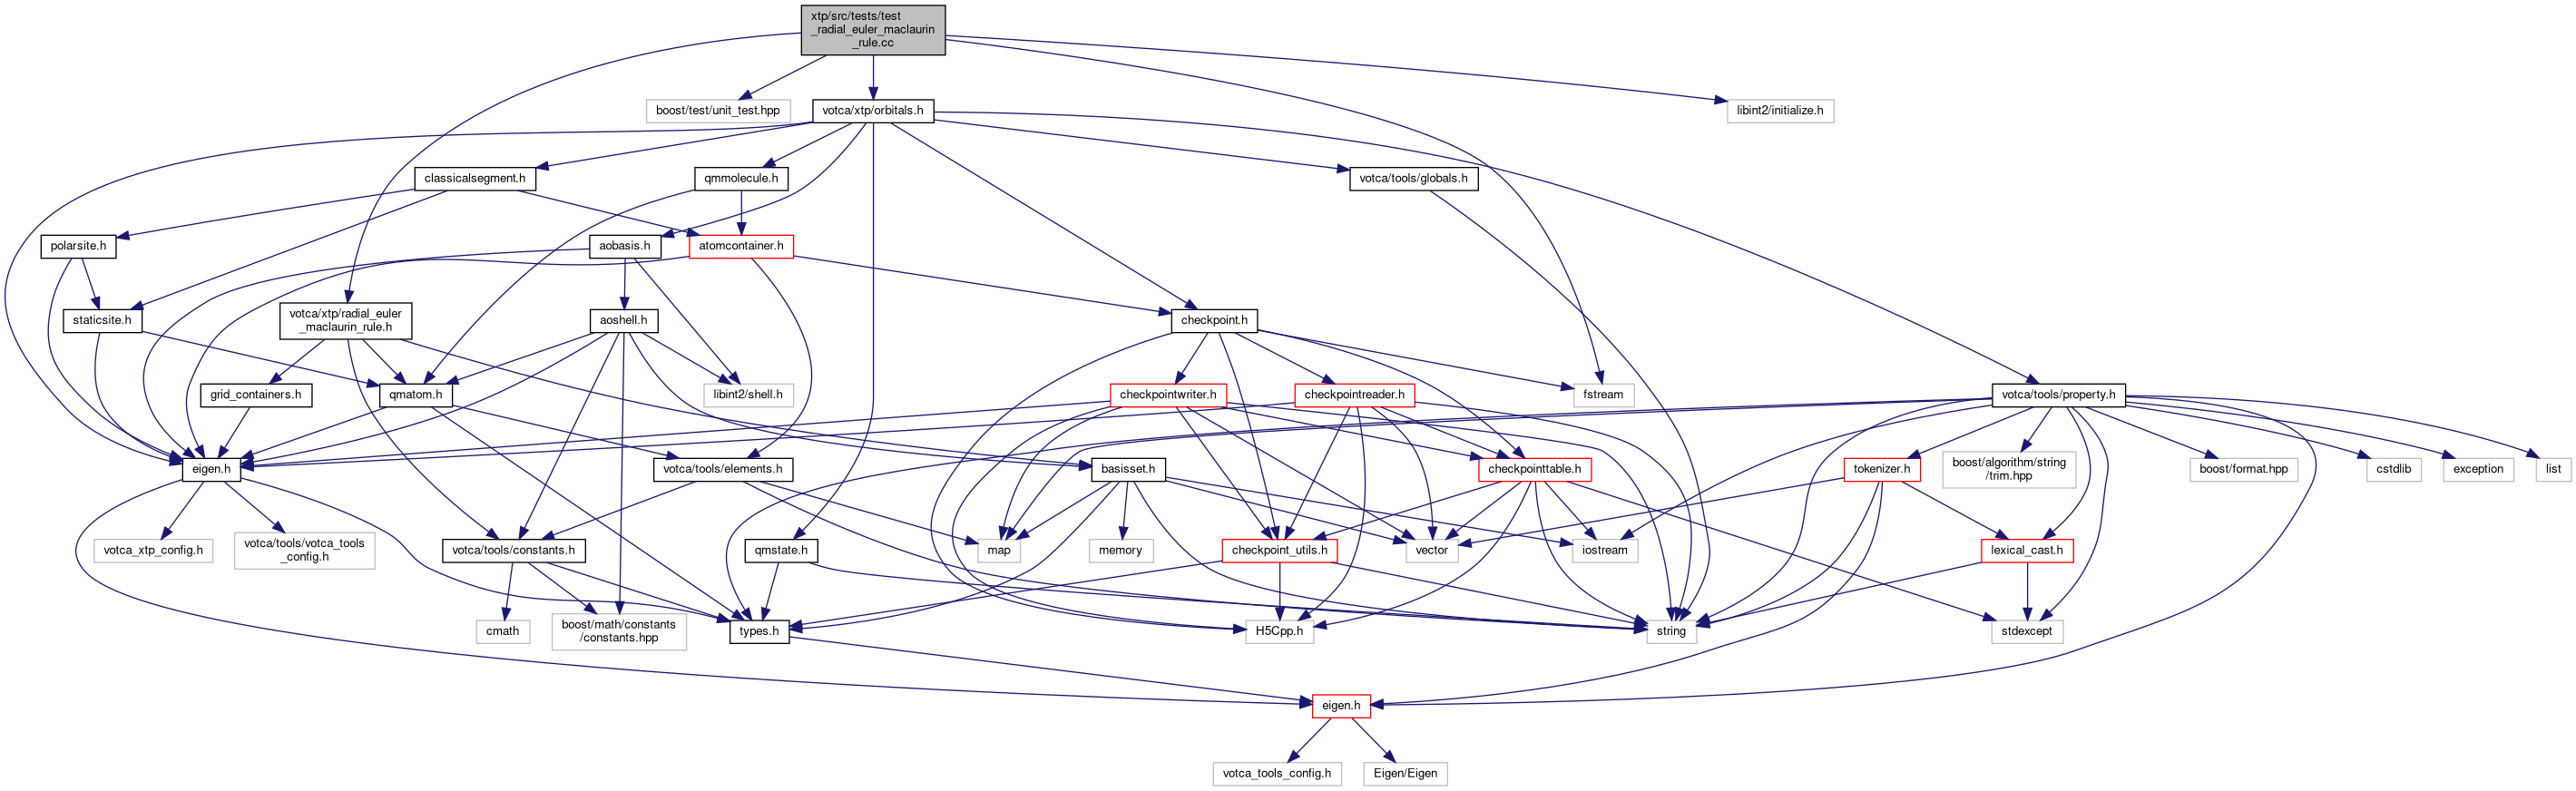 xtp/src/tests/test
_radial_euler_maclaurin
_rule.cc
boost/test/unit_test.hpp
votca/xtp/orbitals.h
libint2/initialize.h
classicalsegment.h
qmmolecule.h
votca/tools/globals.h
polarsite.h
aobasis.h
atomcontainer.h
staticsite.h
votca/xtp/radial_euler
_maclaurin_rule.h
aoshell.h
checkpoint.h
grid_containers.h
qmatom.h
libint2/shell.h
checkpointwriter.h
checkpointreader.h
fstream
votca/tools/property.h
eigen.h
votca/tools/elements.h
basisset.h
checkpointtable.h
tokenizer.h
boost/algorithm/string
/trim.hpp
boost/format.hpp
cstdlib
exception
list
votca_xtp_config.h
votca/tools/votca_tools
_config.h
votca/tools/constants.h
qmstate.h
map
memory
checkpoint_utils.h
vector
iostream
lexical_cast.h
cmath
boost/math/constants
/constants.hpp
types.h
H5Cpp.h
string
stdexcept
eigen.h
votca_tools_config.h
Eigen/Eigen